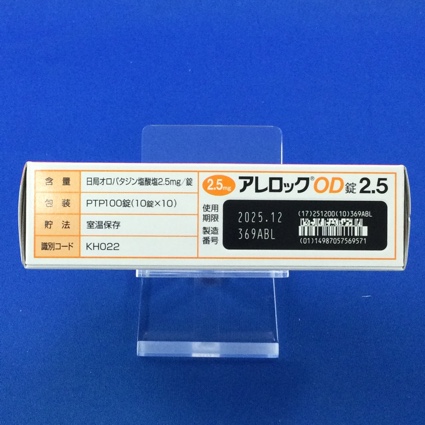 含量 日局オロパタジン塩酸塩2.5mg/錠
包装 PTP100錠(10錠×10)
貯法 室温保存
識別コード KH022
2.5mg アレロック®OD錠2.5
使用期限 2025.12
製造番号 369ABL
(17)251200(10)369ABL
(01)14987057569571